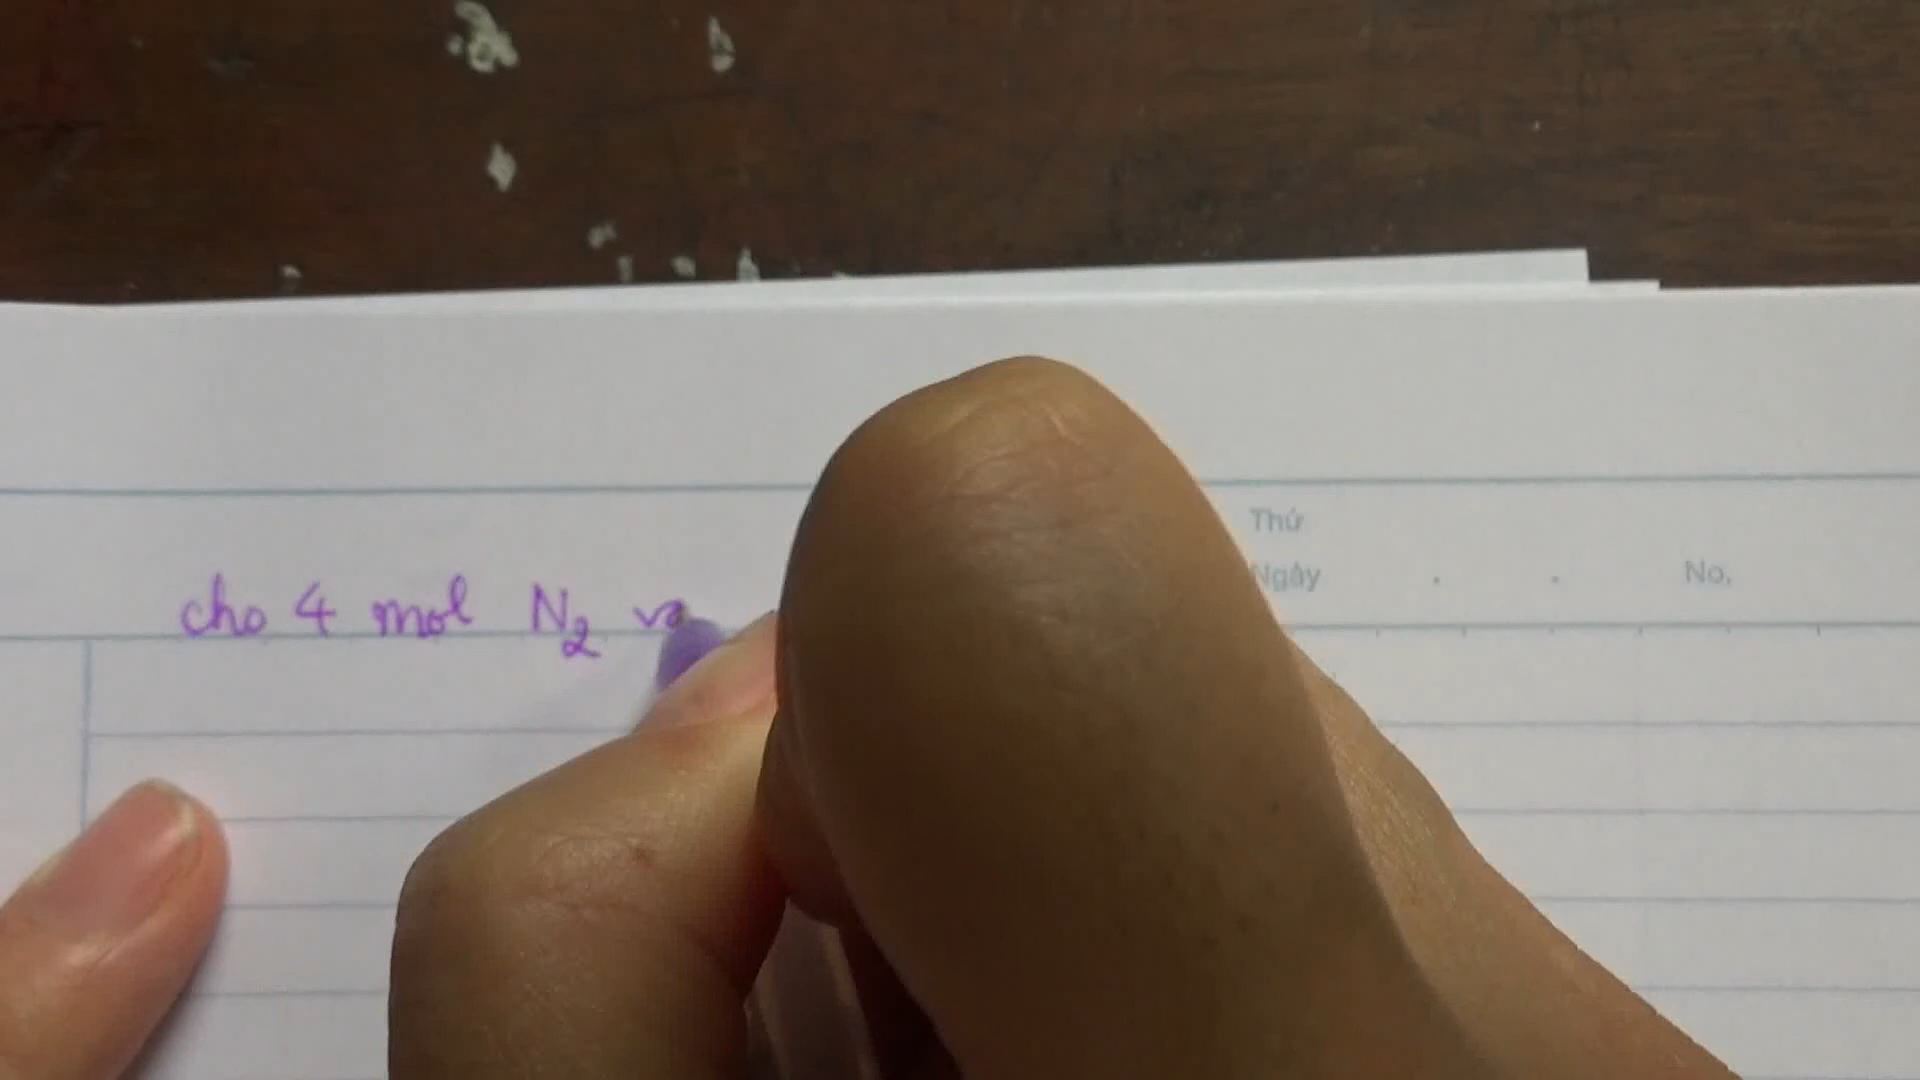 Thứ
Ngày . . No.
cho 4 mol N₂